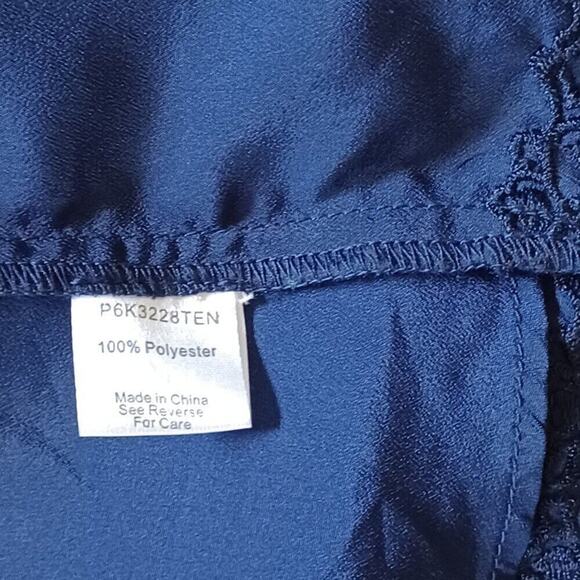 P6K3228TEN
100% Polyester
Made in China
See Reverse
For Care